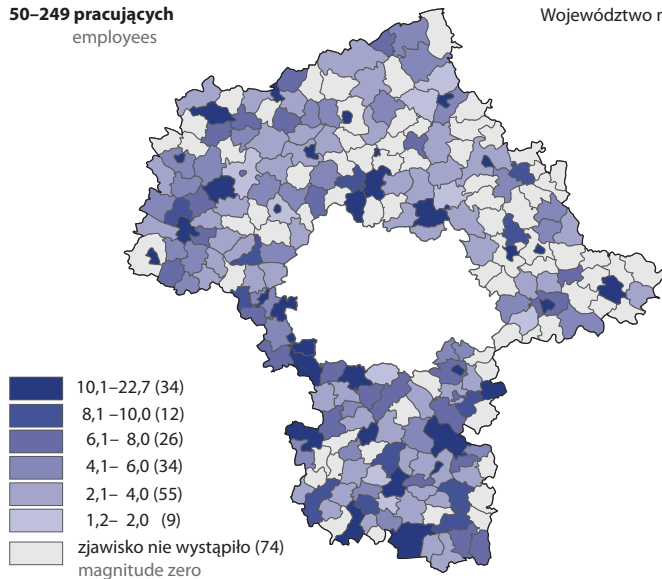 50–249 pracujących
employees
Województwo
10,1–22,7 (34)
8,1–10,0 (12)
6,1– 8,0 (26)
4,1– 6,0 (34)
2,1– 4,0 (55)
1,2– 2,0 (9)
zjawisko nie wystąpiło (74)
magnitude zero